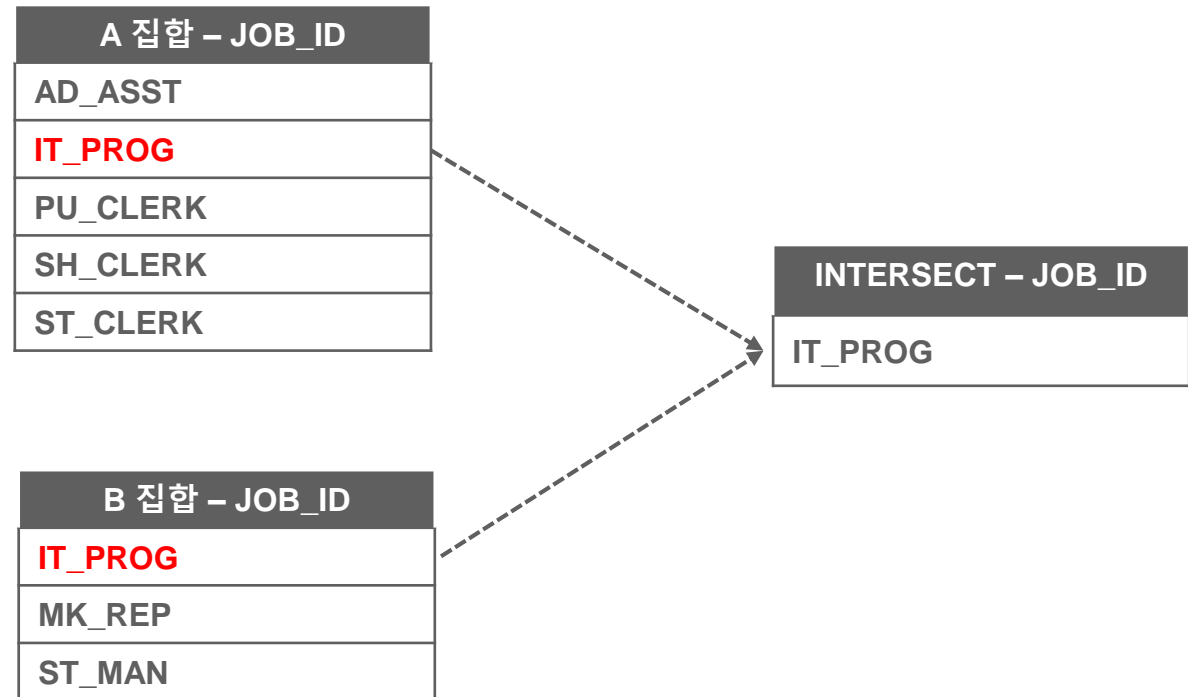 A 집합 – JOB_ID
AD_ASST
IT_PROG
PU_CLERK
SH_CLERK
ST_CLERK
INTERSECT – JOB_ID
IT_PROG
B 집합 – JOB_ID
IT_PROG
MK_REP
ST_MAN